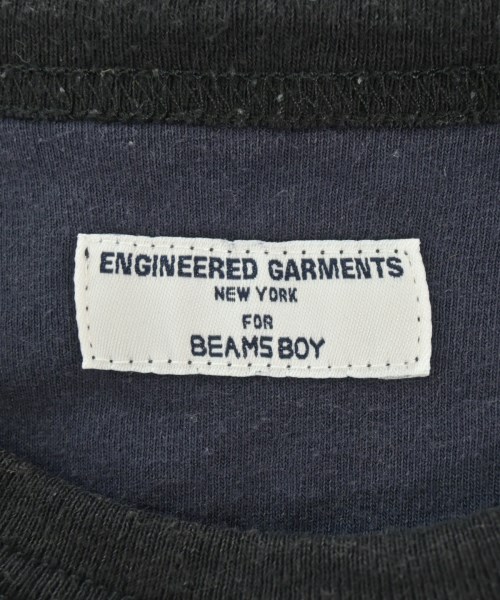 ENGINEERED GARMENTS
NEW YORK
FOR
BEAMS BOY